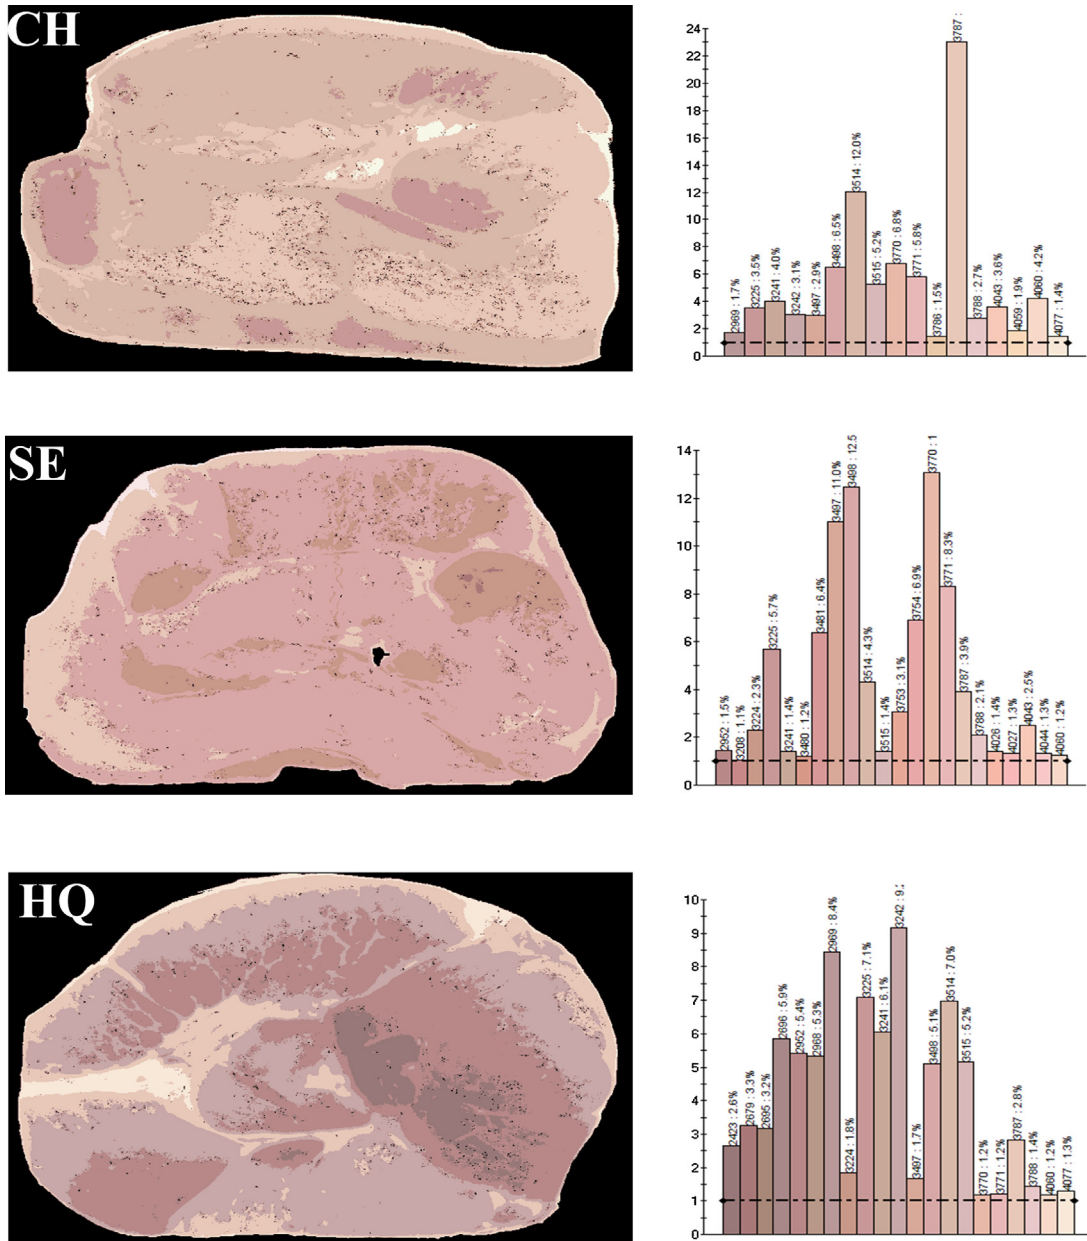 CH
24
22
20
18
16
14
12
10
8
6
4
2
0
2969 : 1.7%
3225 : 3.5%
3241 : 4.0%
3242 : 3.1%
3497 : 2.9%
3498 : 6.5%
3514 : 12.0%
3515 : 5.2%
3770 : 6.8%
3771 : 5.8%
3786 : 1.5%
3787 :
3788 : 2.7%
4043 : 3.6%
4059 : 1.9%
4060 : 4.2%
4077 : 1.4%
SE
14
12
10
8
6
4
2
0
2952 : 1.5%
3208 : 1.1%
3224 : 2.3%
3225 : 5.7%
3241 : 1.4%
3480 : 1.2%
3481 : 6.4%
3497 : 11.0%
3498 : 12.5
3514 : 4.3%
3515 : 1.4%
3753 : 3.1%
3754 : 6.9%
3770 : 1
3771 : 8.3%
3787 : 3.9%
3788 : 2.1%
4026 : 1.4%
4027 : 1.3%
4043 : 2.5%
4044 : 1.3%
4060 : 1.2%
HQ
10
9
8
7
6
5
4
3
2
1
0
2423 : 2.6%
2679 : 3.3%
2695 : 3.2%
2696 : 5.9%
2952 : 5.4%
2968 : 5.3%
2969 : 8.4%
3224 : 1.8%
3225 : 7.1%
3241 : 6.1%
3242 : 9.
3497 : 1.7%
3498 : 5.1%
3514 : 7.0%
3515 : 5.2%
3770 : 1.2%
3771 : 1.2%
3787 : 2.8%
3788 : 1.4%
4060 : 1.2%
4077 : 1.3%